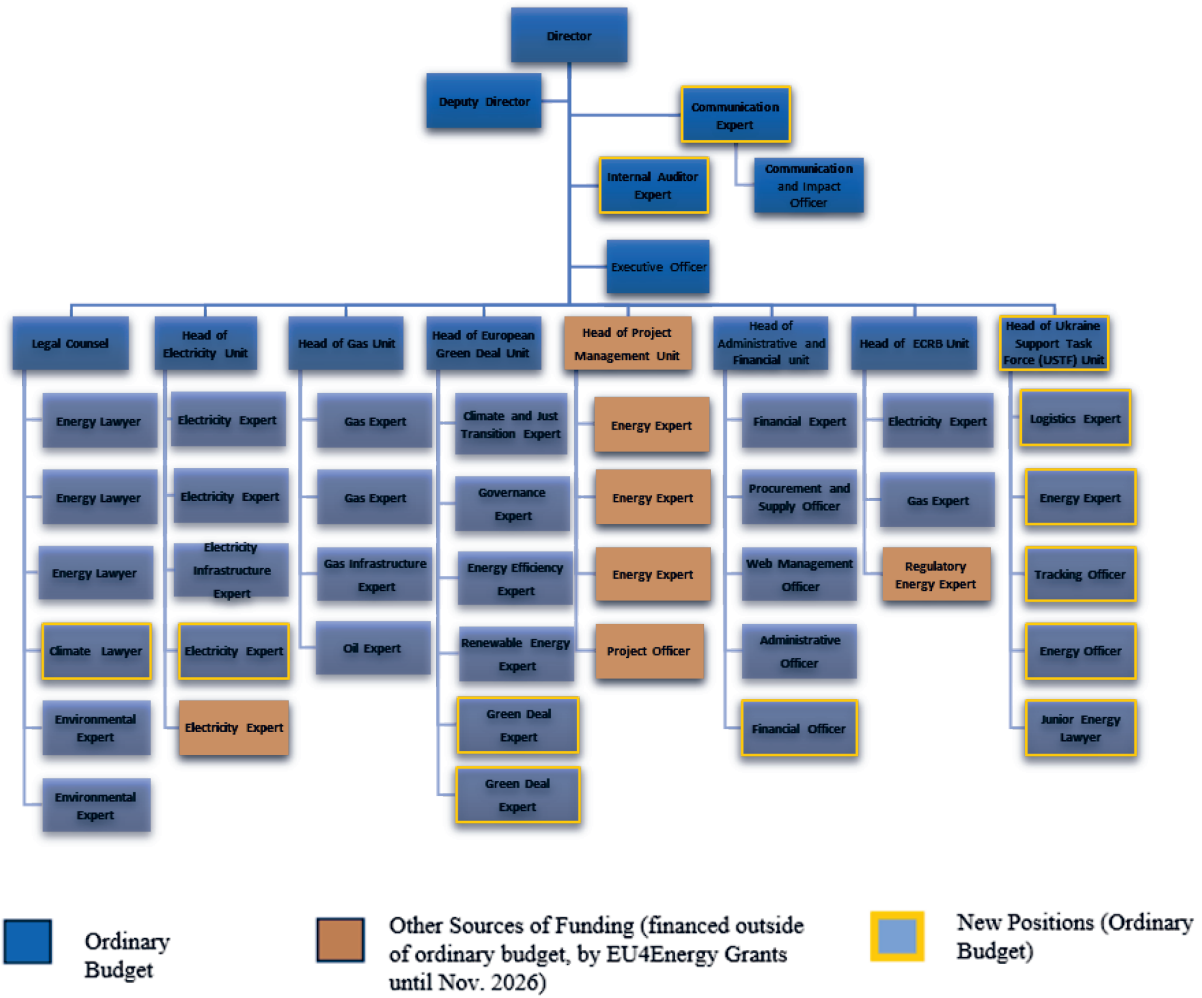 Director
Deputy Director
Communication
Expert
Internal Auditor
Expert
Communication
and Impact
Officer
Executive Officer
Legal Counsel
Head of
Electricity Unit
Head of Gas Unit
Head of European
Green Deal Unit
Head of Project
Management Unit
Head of
Administrative and
Financial unit
Head of ECRB Unit
Head of Ukraine
Support Task
Force (USTF) Unit
Energy Lawyer
Energy Lawyer
Energy Lawyer
Climate Lawyer
Environmental
Expert
Environmental
Expert
Electricity Expert
Electricity Expert
Electricity
Infrastructure
Expert
Electricity Expert
Electricity Expert
Gas Expert
Gas Expert
Gas Infrastructure
Expert
Oil Expert
Climate and Just
Transition Expert
Governance
Expert
Energy Efficiency
Expert
Renewable Energy
Expert
Green Deal
Expert
Green Deal
Expert
Energy Expert
Energy Expert
Energy Expert
Project Officer
Financial Expert
Procurement and
Supply Officer
Web Management
Officer
Administrative
Officer
Financial Officer
Electricity Expert
Gas Expert
Regulatory
Energy Expert
Logistics Expert
Energy Expert
Tracking Officer
Energy Officer
Junior Energy
Lawyer
Ordinary
Budget
Other Sources of Funding (financed outside
of ordinary budget, by EU4Energy Grants
until Nov. 2026)
New Positions (Ordinary
Budget)